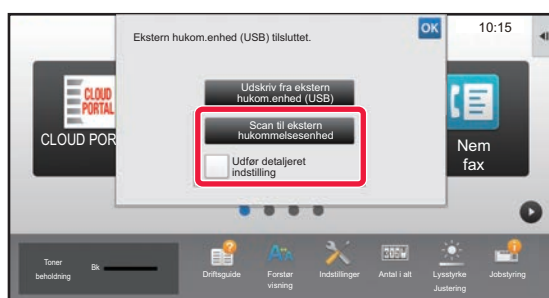 Ekstern hukom.enhed (USB) tilsluttet.
OK
10:15
Udskriv fra ekstern
hukom.enhed (USB)
Scan til ekstern
hukommelsesenhed
Udfør detaljeret
indstilling
CLOUD
PORTAL
CLOUD POR
Nem
fax
Toner
beholdning
Bk
Driftsguide
Forstør
visning
Indstillinger
Antal i alt
Lysstyrke
Justering
Jobstyring